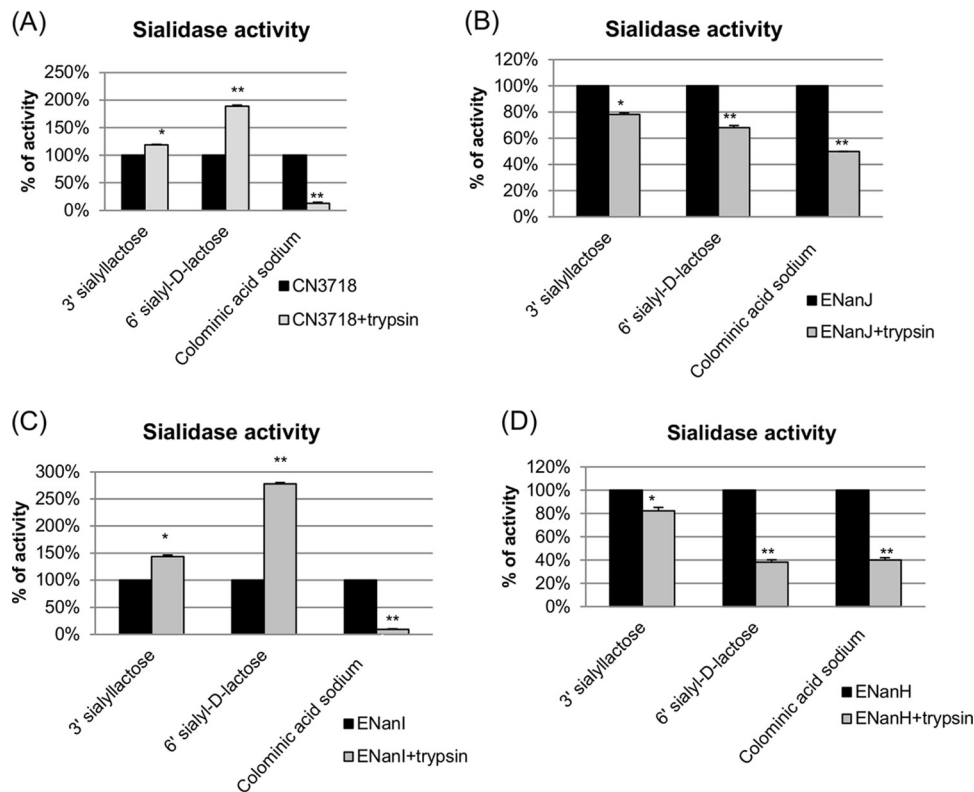 (A)
Sialidase activity
% of activity
250%
200%
150%
100%
50%
0%
*
**
**
3' sialyllactose
6' sialyl-D-lactose
Colominic acid sodium
CN3718
CN3718+trypsin
(B)
Sialidase activity
% of activity
120%
100%
80%
60%
40%
20%
0%
*
**
**
3' sialyllactose
6' sialyl-D-lactose
Colominic acid sodium
ENanJ
ENanJ+trypsin
(C)
Sialidase activity
% of activity
300%
250%
200%
150%
100%
50%
0%
*
**
**
3' sialyllactose
6' sialyl-D-lactose
Colominic acid sodium
ENanI
ENanI+trypsin
(D)
Sialidase activity
% of activity
120%
100%
80%
60%
40%
20%
0%
*
**
**
3' sialyllactose
6' sialyl-D-lactose
Colominic acid sodium
ENanH
ENanH+trypsin